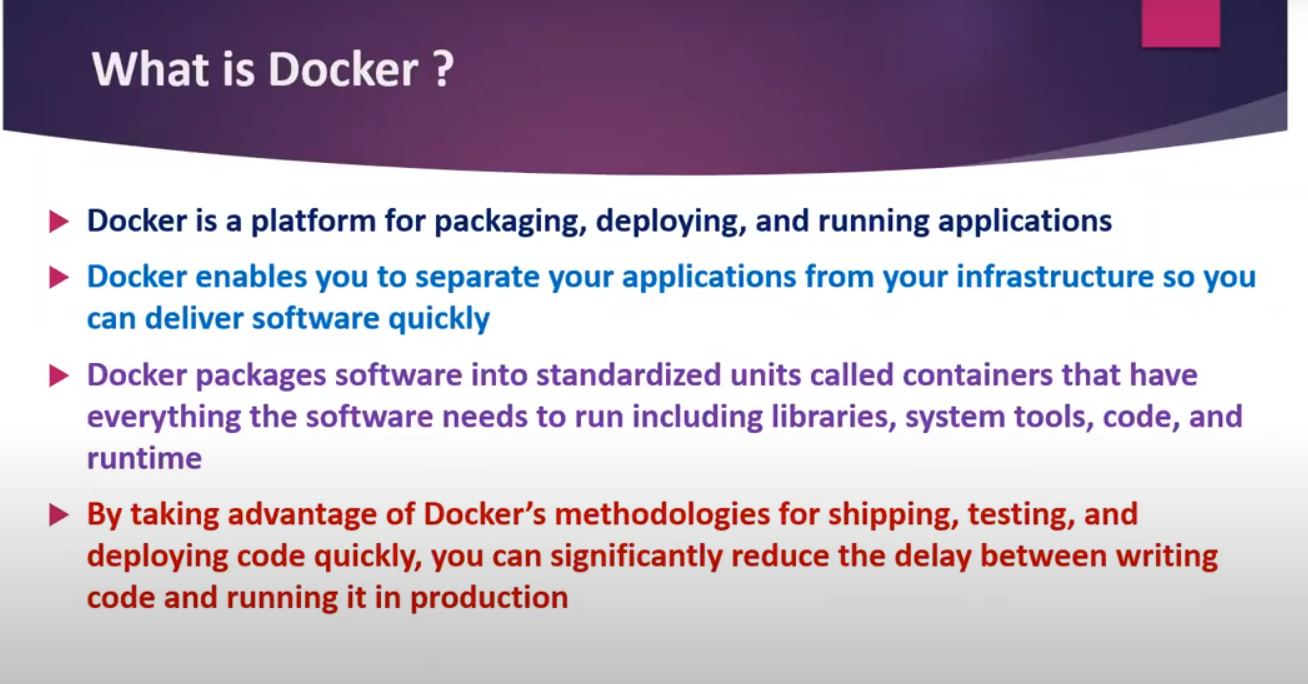 What is Docker ?
Docker is a platform for packaging, deploying, and running applications
Docker enables you to separate your applications from your infrastructure so you
can deliver software quickly
Docker packages software into standardized units called containers that have
everything the software needs to run including libraries, system tools, code, and
runtime
By taking advantage of Docker’s methodologies for shipping, testing, and
deploying code quickly, you can significantly reduce the delay between writing
code and running it in production